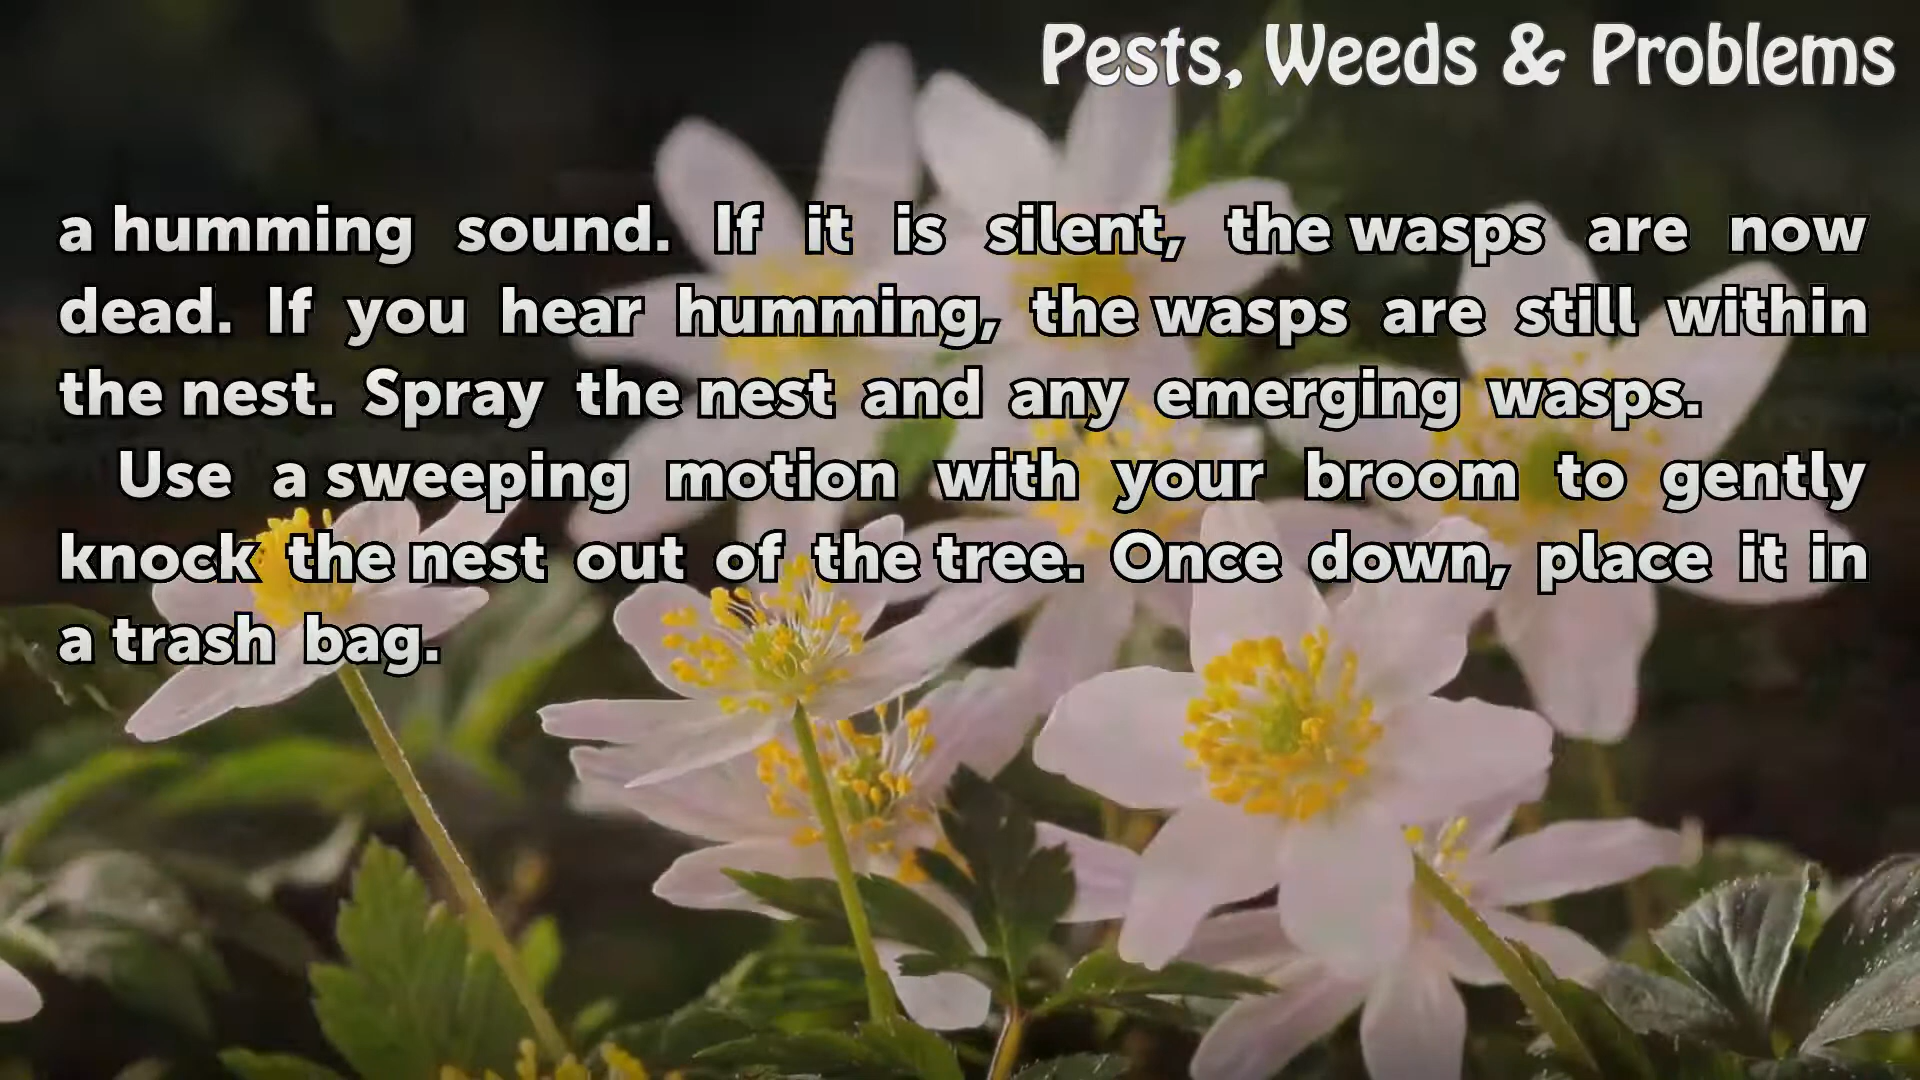 Pests, Weeds & Problems
a humming sound. If it is silent, the wasps are now
dead. If you hear humming, the wasps are still within
the nest. Spray the nest and any emerging wasps.
Use a sweeping motion with your broom to gently
knock the nest out of the tree. Once down, place it in
a trash bag.